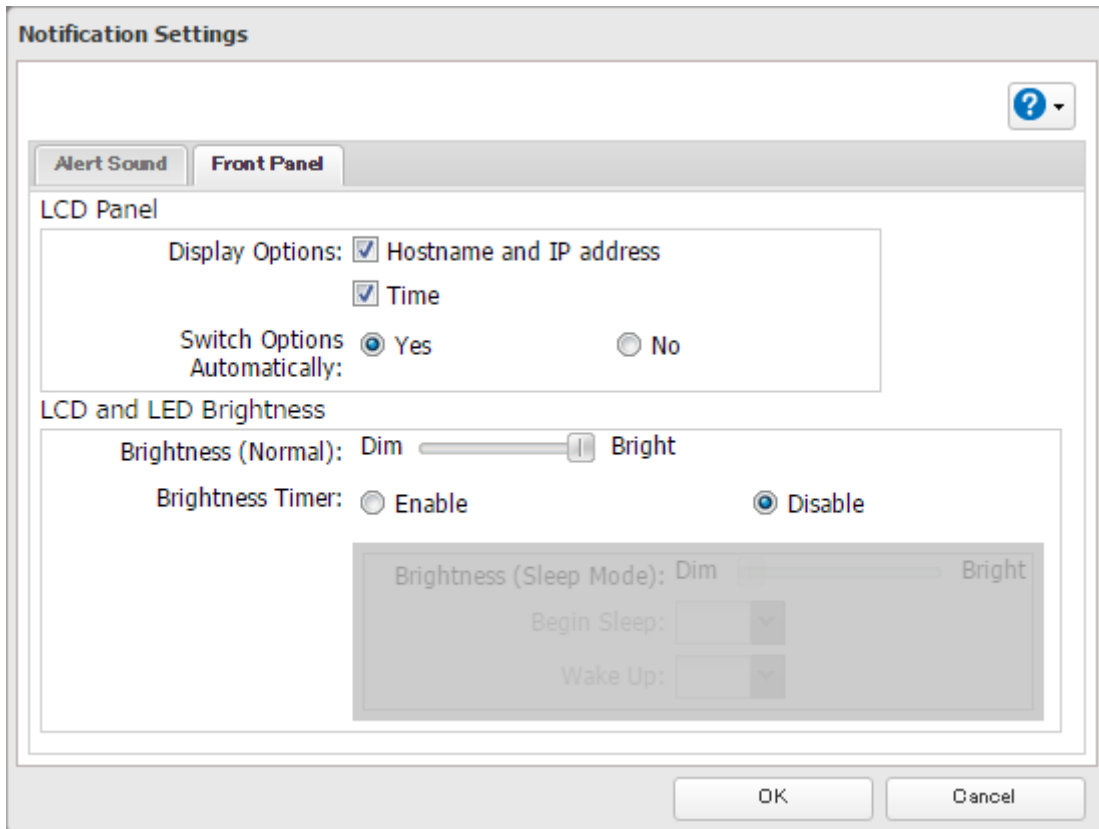 Notification Settings
?
Alert Sound Front Panel
LCD Panel
Display Options: Hostname and IP address
Time
Switch Options
Automatically: Yes No
LCD and LED Brightness
Brightness (Normal): Dim Bright
Brightness Timer: Enable Disable
Brightness (Sleep Mode): Dim Bright
Begin Sleep:
Wake Up:
OK Cancel